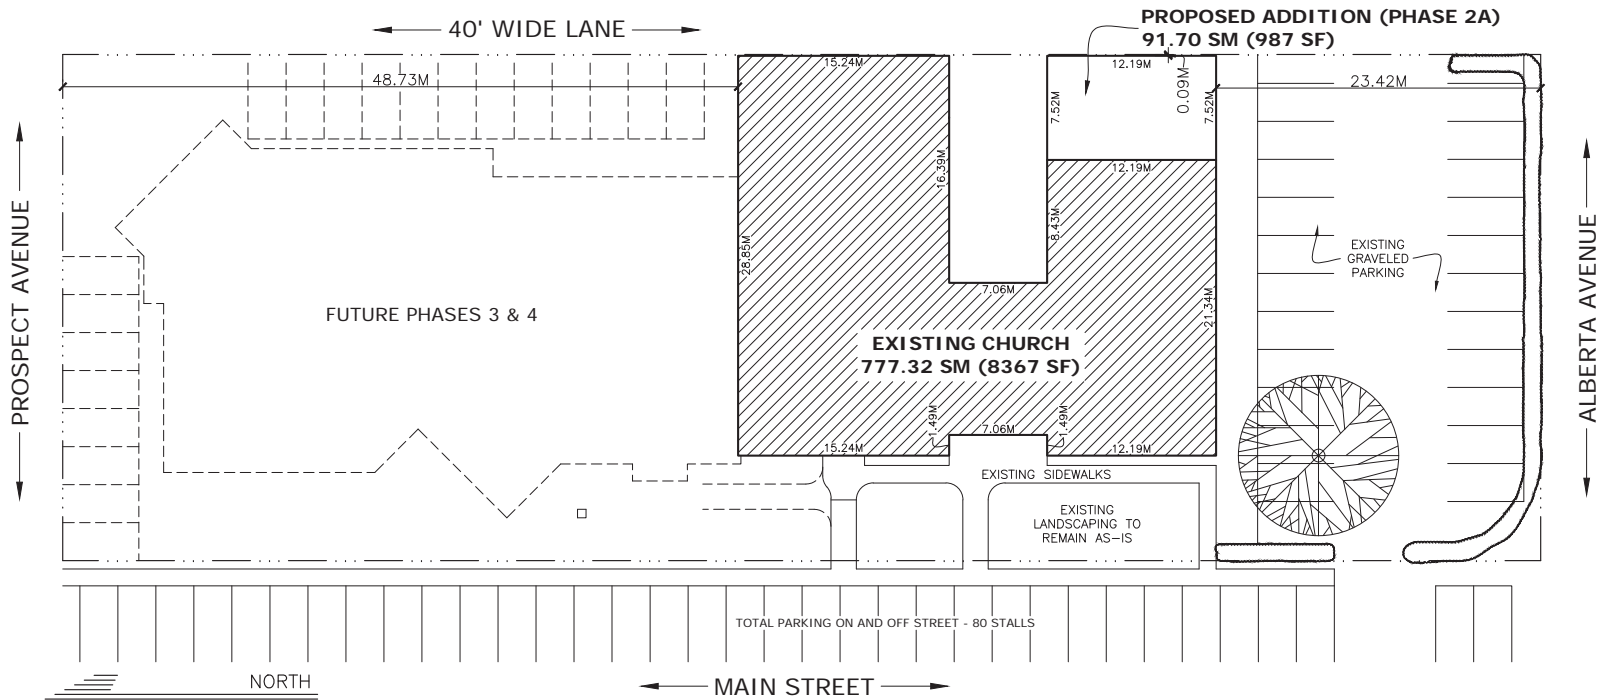 40' WIDE LANE
PROPOSED ADDITION (PHASE 2A)
91.70 SM (987 SF)
48.73M
15.24M
12.19M
0.09M
7.52M
7.52M
23.42M
PROSPECT AVENUE
16.39M
12.19M
8.43M
28.85M
EXISTING
GRAVELED
PARKING
ALBERTA AVENUE
7.06M
21.34M
FUTURE PHASES 3 & 4
EXISTING CHURCH
777.32 SM (8367 SF)
1.49M
7.06M
1.49M
15.24M
12.19M
EXISTING SIDEWALKS
EXISTING
LANDSCAPING TO
REMAIN AS-IS
TOTAL PARKING ON AND OFF STREET - 80 STALLS
NORTH
MAIN STREET